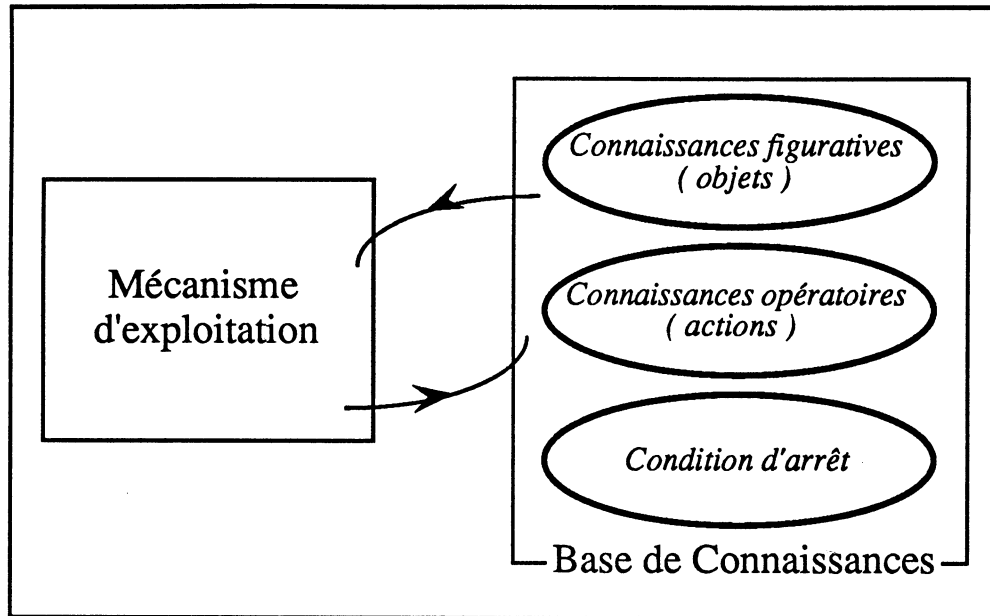 Connaissances figuratives
( objets )
Mécanisme
d'exploitation
Connaissances opératoires
( actions )
Condition d'arrêt
Base de Connaissances